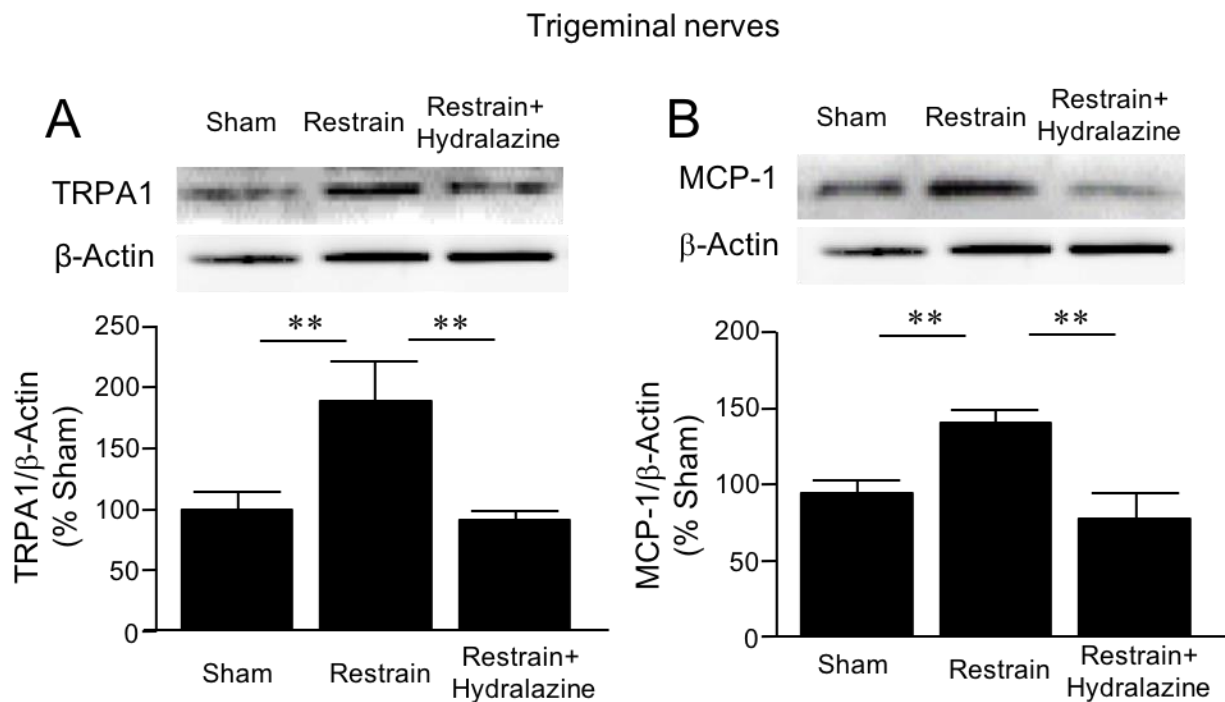 Trigeminal nerves
A
Sham
Restrain
Restrain+
Hydralazine
TRPA1
β-Actin
**
**
250
200
150
100
50
0
TRPA1/β-Actin
(% Sham)
Sham
Restrain
Restrain+
Hydralazine
B
Sham
Restrain
Restrain+
Hydralazine
MCP-1
β-Actin
**
**
200
150
100
50
0
MCP-1/β-Actin
(% Sham)
Sham
Restrain
Restrain+
Hydralazine